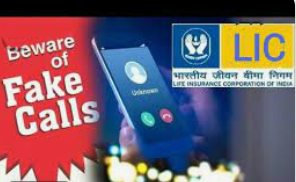 Beware
of
Fake
Calls
Unknown
LIC
भारतीय जीवन बीमा निगम
LIFE INSURANCE CORPORATION OF INDIA